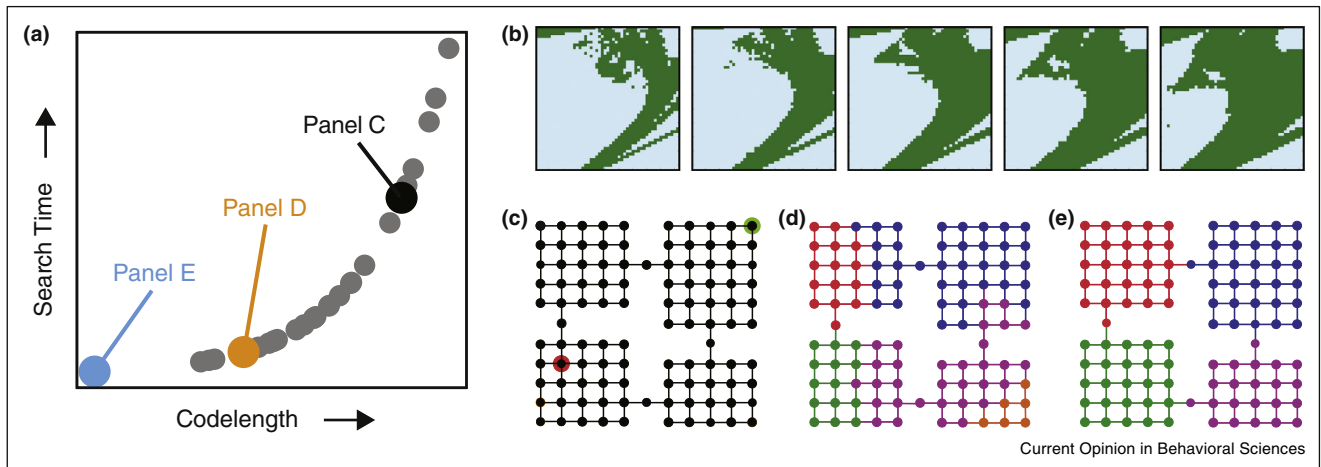 (a)
Search Time
Panel C
Panel D
Panel E
Codelength
(b)
(c)
(d)
(e)
Current Opinion in Behavioral Sciences